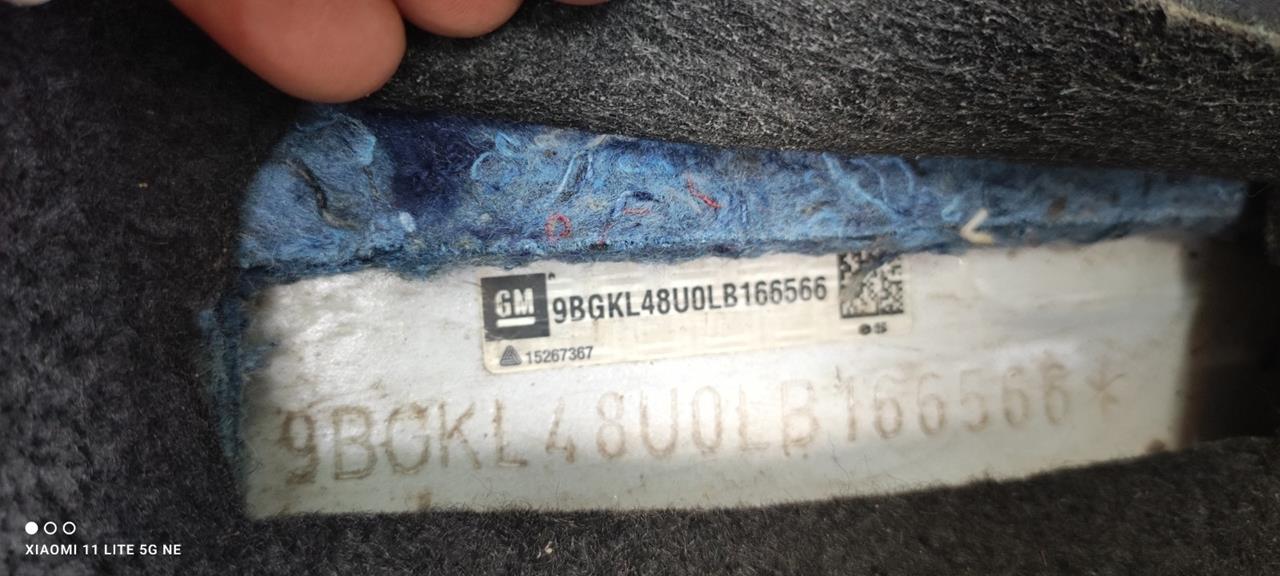 GM
9BGKL48U0LB166566
15267367
9BGKL48U0LB166566*
XIAOMI 11 LITE 5G NE